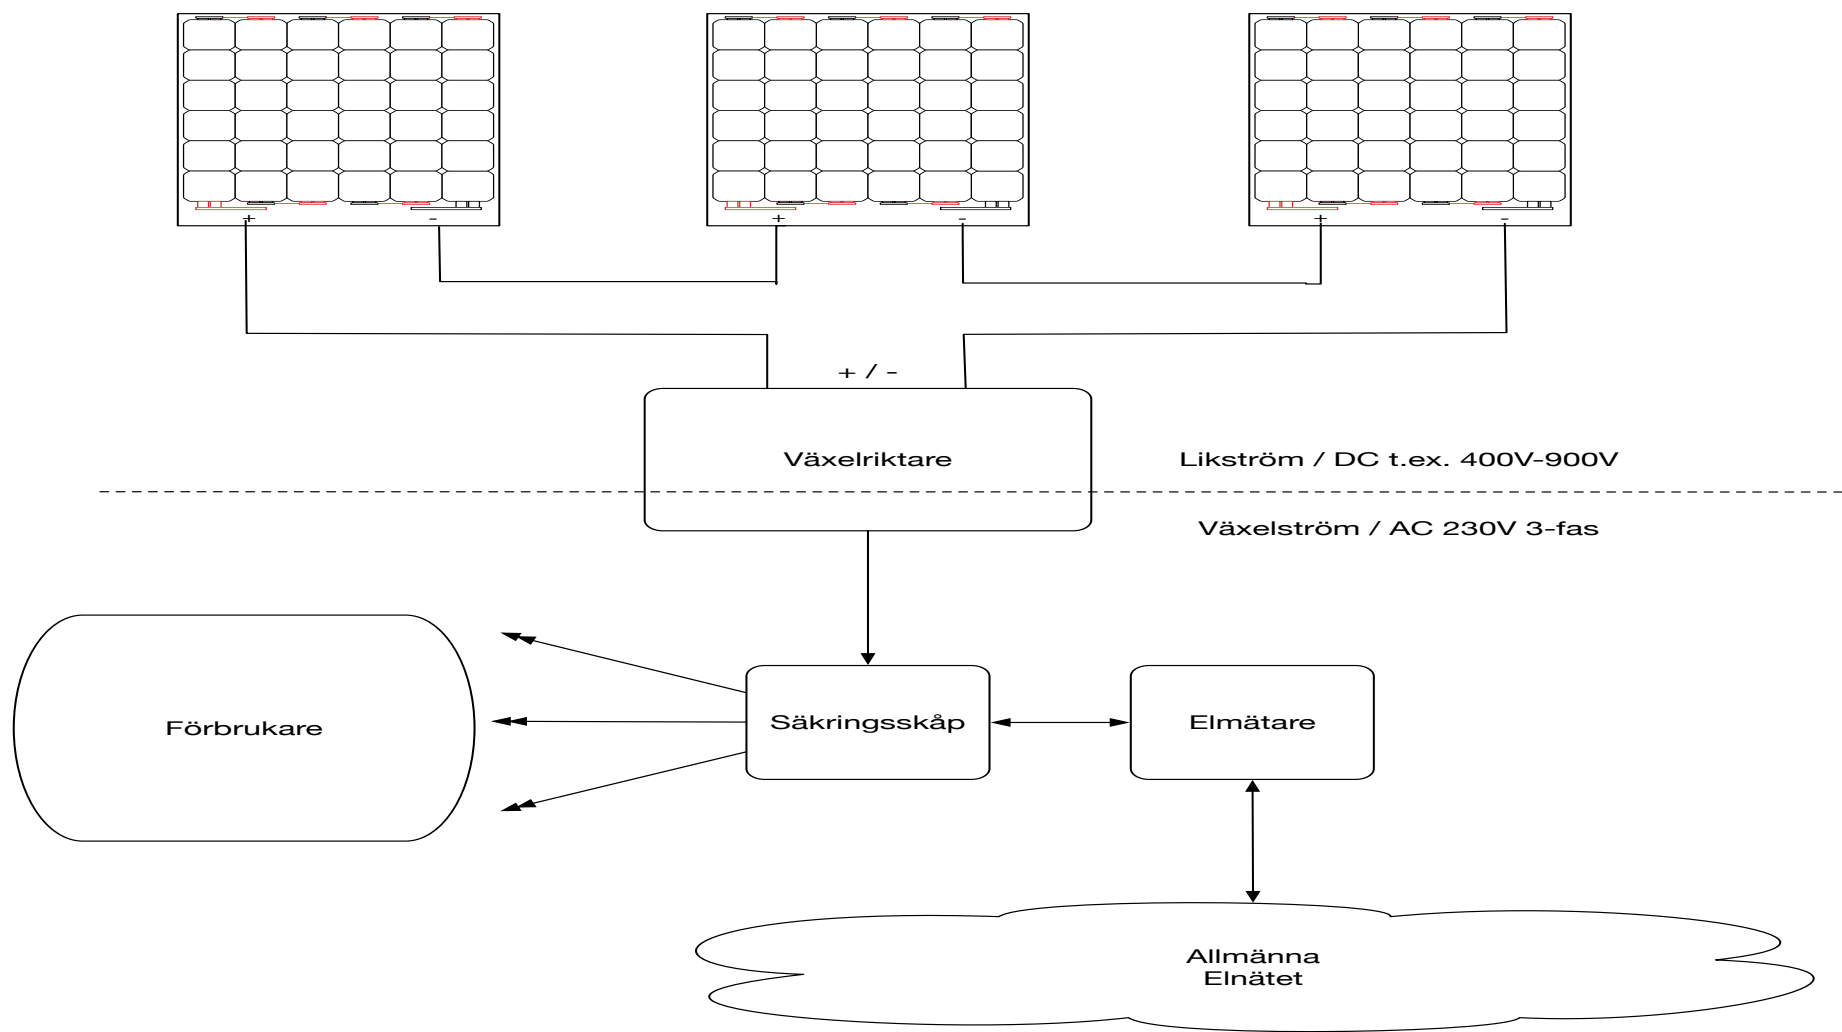 + -
+ -
+ -
+ / -
Växelriktare
Likström / DC t.ex. 400V-900V
Växelström / AC 230V 3-fas
Förbrukare
Säkringsskåp
Elmätare
Allmänna
Elnätet